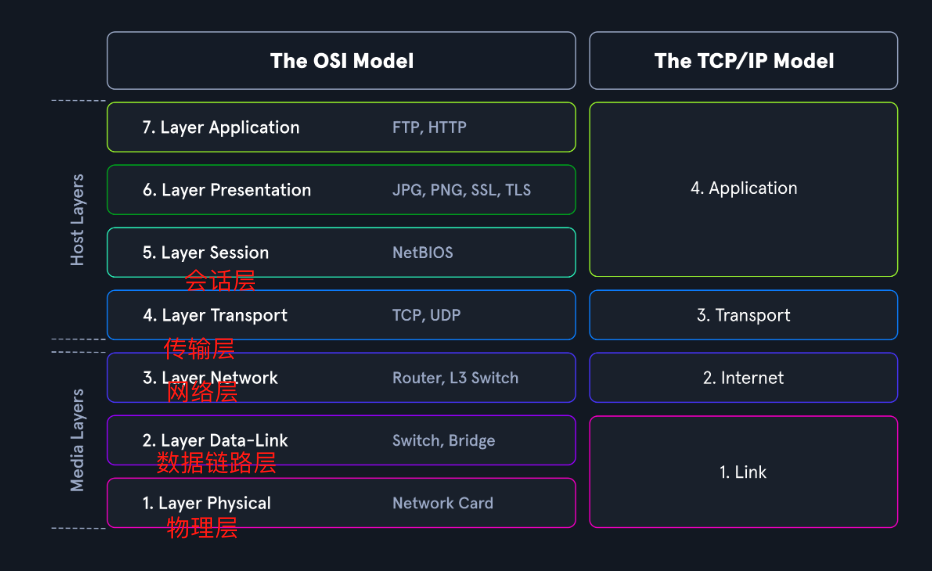 The OSI Model
The TCP/IP Model
Host Layers
7. Layer Application
FTP, HTTP
6. Layer Presentation
JPG, PNG, SSL, TLS
4. Application
5. Layer Session
NetBIOS
会话层
4. Layer Transport
TCP, UDP
3. Transport
传输层
Media Layers
3. Layer Network
Router, L3 Switch
2. Internet
网络层
2. Layer Data-Link
Switch, Bridge
数据链路层
1. Link
1. Layer Physical
Network Card
物理层